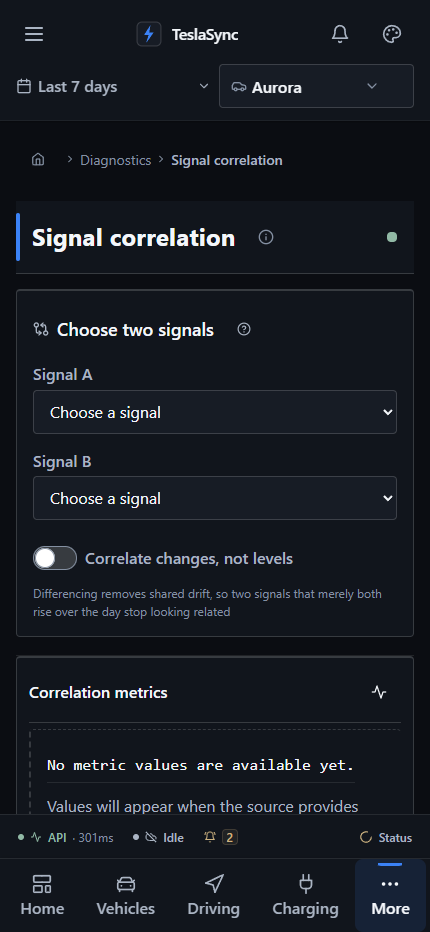 TeslaSync
Last 7 days
Aurora
Diagnostics > Signal correlation
Signal correlation
Choose two signals
Signal A
Choose a signal
Signal B
Choose a signal
Correlate changes, not levels
Differencing removes shared drift, so two signals that merely both
rise over the day stop looking related
Correlation metrics
No metric values are available yet.
Values will appear when the source provides
API · 301ms
Idle
2
Status
Home
Vehicles
Driving
Charging
More